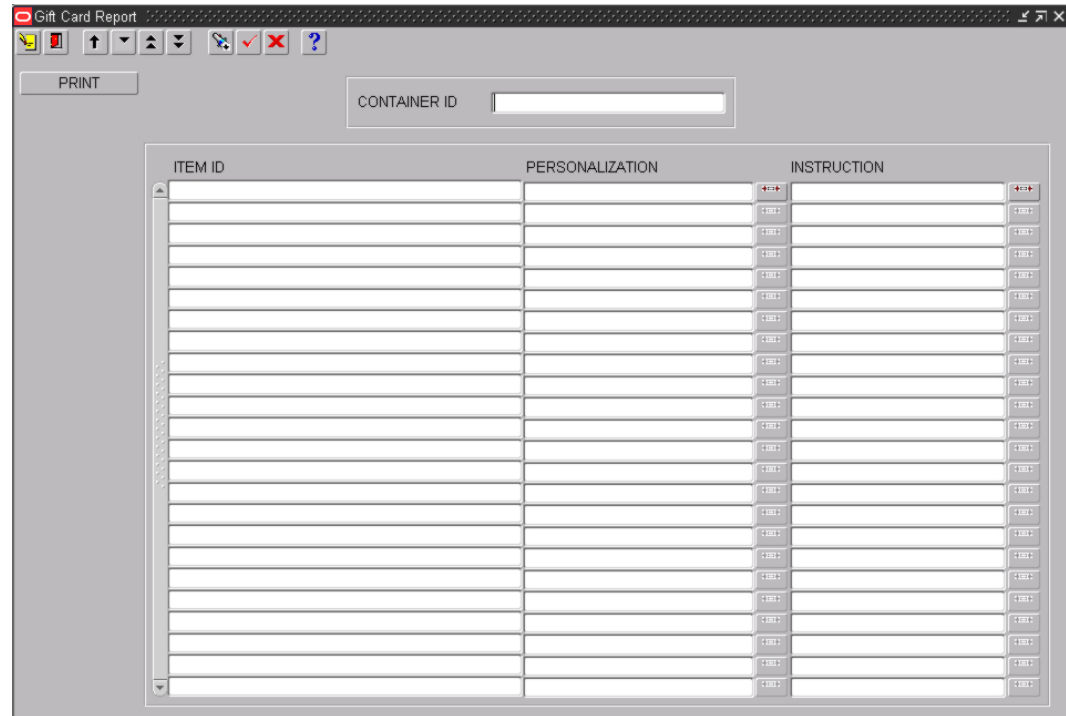 Gift Card Report
?
PRINT
CONTAINER ID
ITEM ID PERSONALIZATION INSTRUCTION